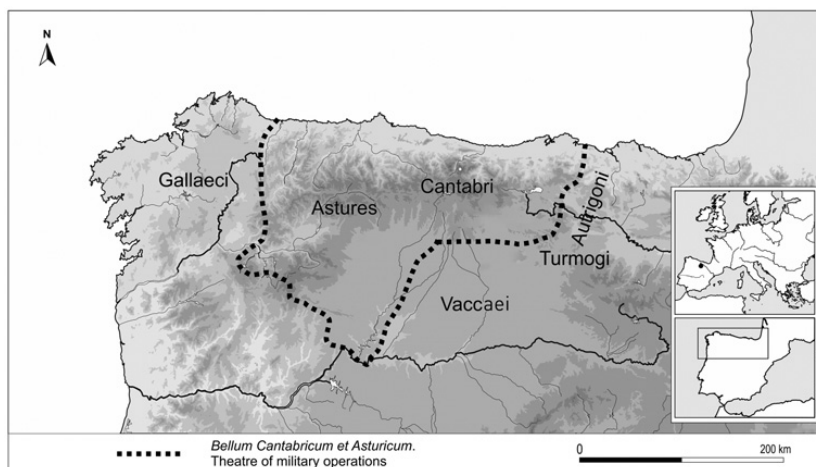 N
Gallaeci
Cantabri
Astures
Autrigoni
Turmogi
Vaccaei
Bellum Cantabricum et Asturicum.
Theatre of military operations
0 200 km